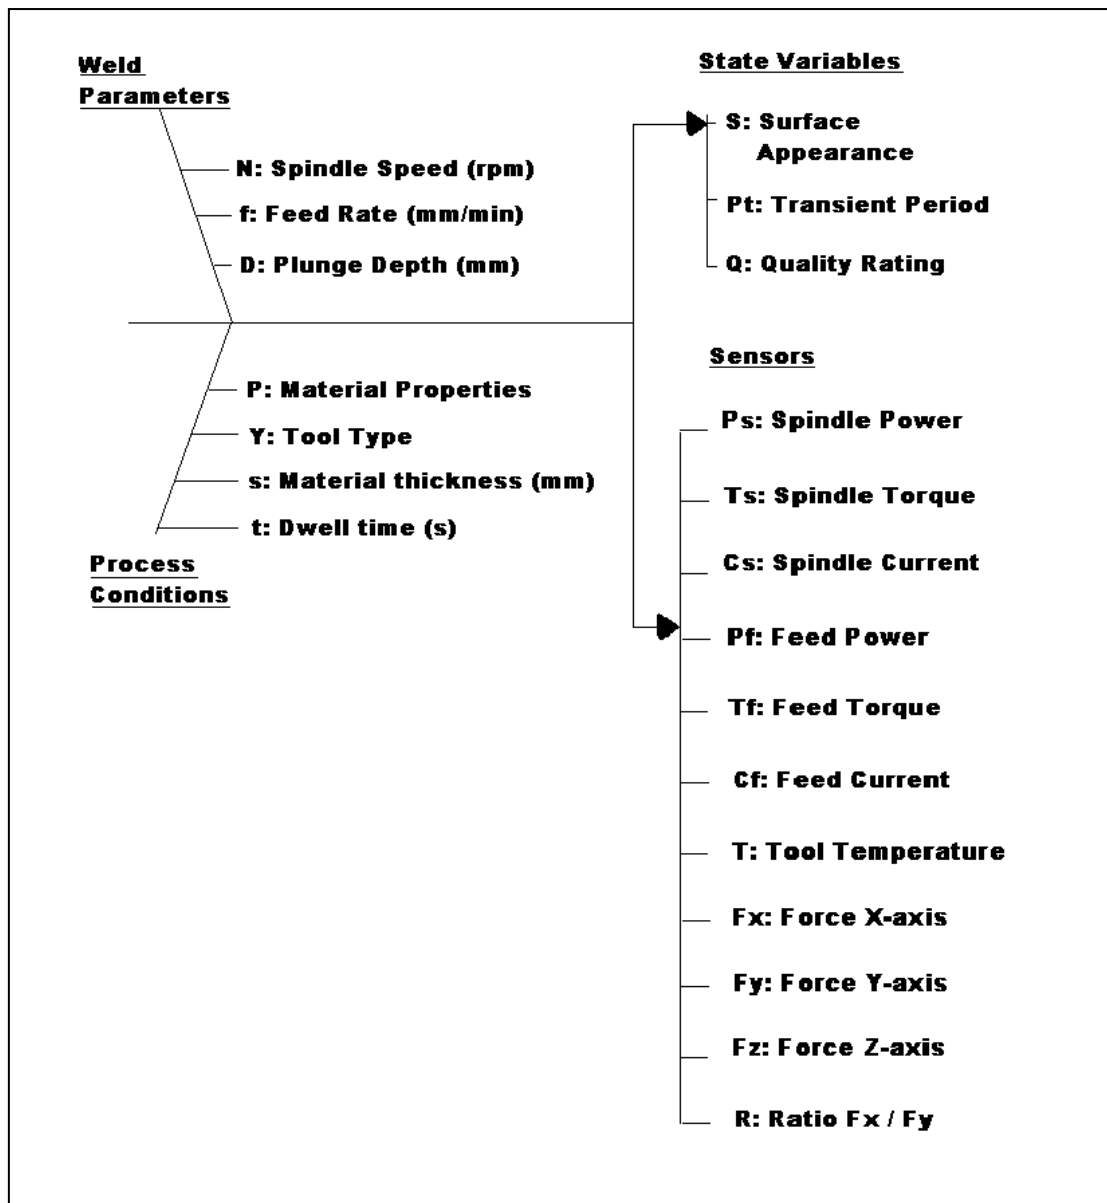 Weld
Parameters
N: Spindle Speed (rpm)
f: Feed Rate (mm/min)
D: Plunge Depth (mm)
P: Material Properties
Y: Tool Type
s: Material thickness (mm)
t: Dwell time (s)
Process
Conditions
State Variables
S: Surface
Appearance
Pt: Transient Period
Q: Quality Rating
Sensors
Ps: Spindle Power
Ts: Spindle Torque
Cs: Spindle Current
Pf: Feed Power
Tf: Feed Torque
Cf: Feed Current
T: Tool Temperature
Fx: Force X-axis
Fy: Force Y-axis
Fz: Force Z-axis
R: Ratio Fx / Fy